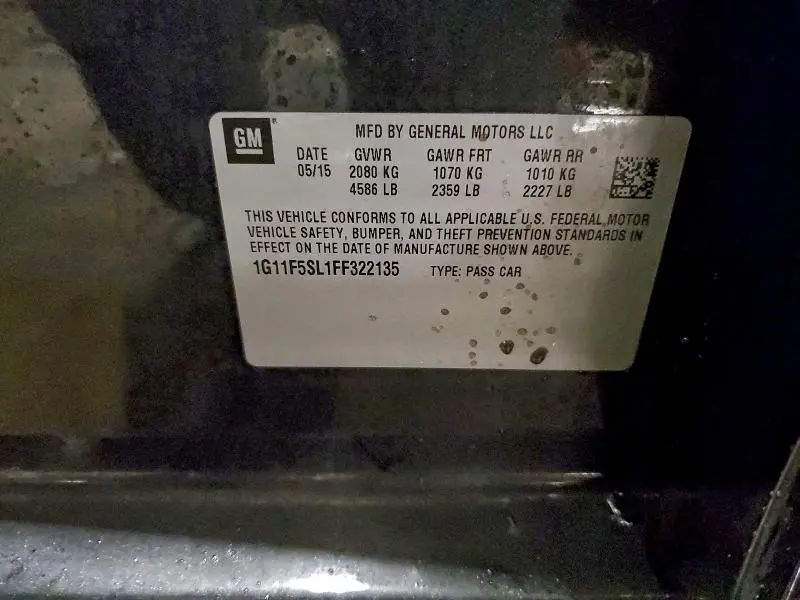 GM
MFD BY GENERAL MOTORS LLC
DATE GVWR GAWR FRT GAWR RR
05/15 2080 KG 1070 KG 1010 KG
4586 LB 2359 LB 2227 LB
THIS VEHICLE CONFORMS TO ALL APPLICABLE U.S. FEDERAL MOTOR
VEHICLE SAFETY, BUMPER, AND THEFT PREVENTION STANDARDS IN
EFFECT ON THE DATE OF MANUFACTURE SHOWN ABOVE.
1G11F5SL1FF322135 TYPE: PASS CAR